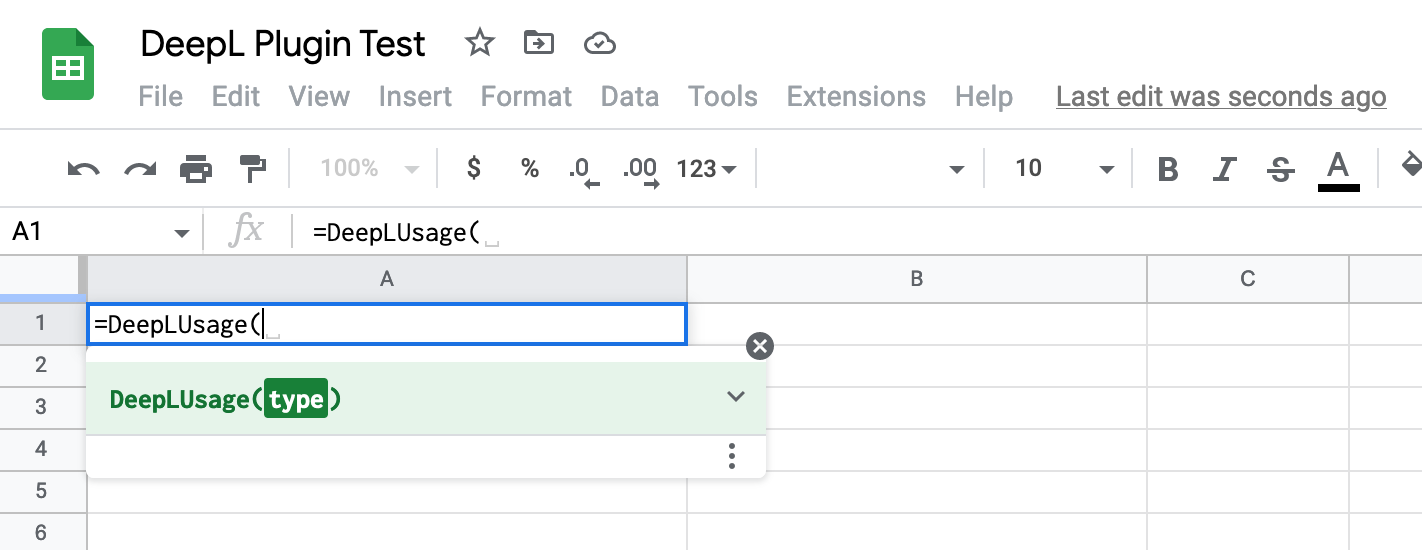 DeepL Plugin Test
File Edit View Insert Format Data Tools Extensions Help Last edit was seconds ago
100% $ % .0 .00 123 10 B I S A
A1 fx =DeepLUsage(
A B C
1 =DeepLUsage(
2
DeepLUsage(type)
3
4
5
6